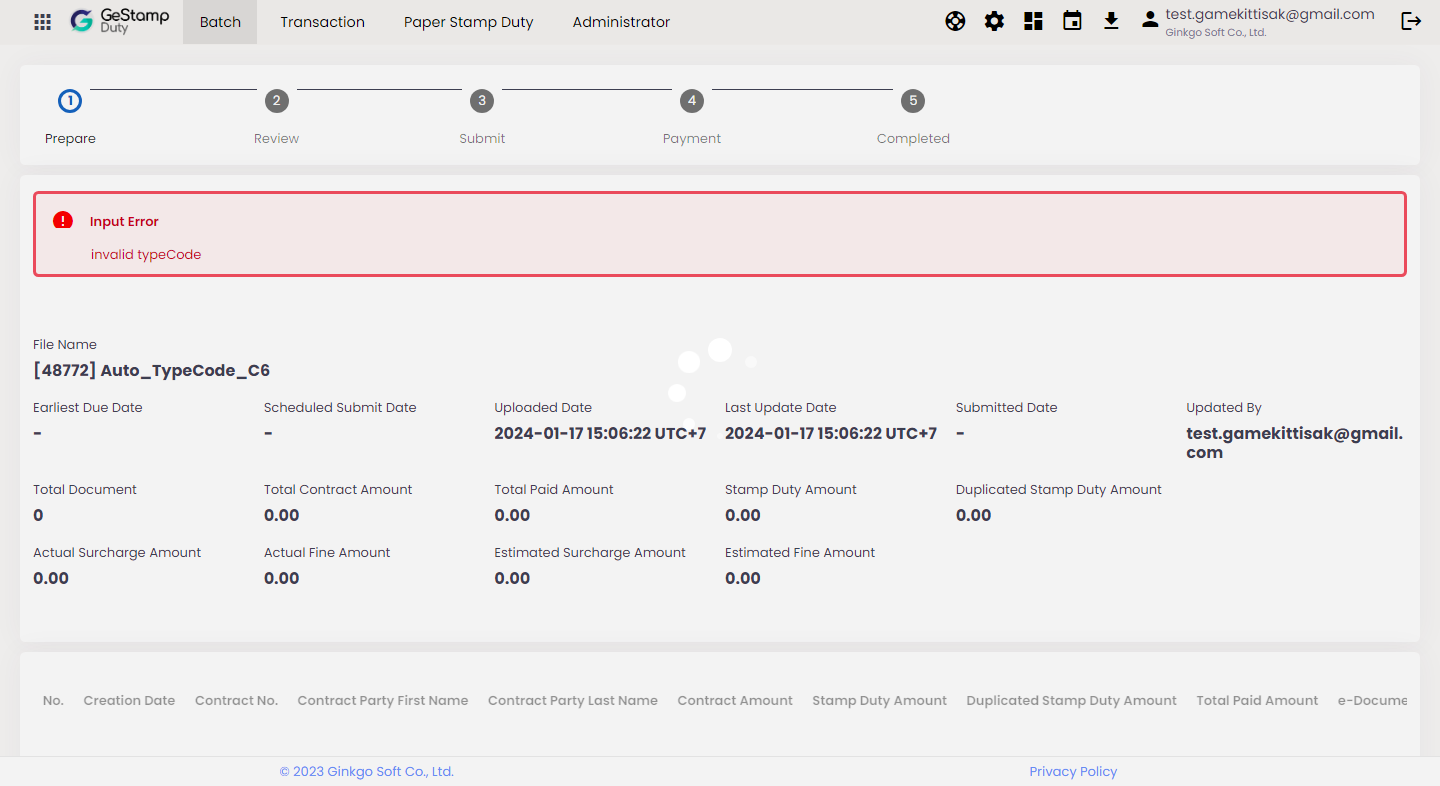 GeStamp
Duty
Batch
Transaction
Paper Stamp Duty
Administrator
test.gamekittisak@gmail.com
Ginkgo Soft Co., Ltd.
1
2
3
4
5
Prepare
Review
Submit
Payment
Completed
Input Error
invalid typeCode
File Name
[48772] Auto_TypeCode_C6
Earliest Due Date
Scheduled Submit Date
Uploaded Date
Last Update Date
Submitted Date
Updated By
-
-
2024-01-17 15:06:22 UTC+7
2024-01-17 15:06:22 UTC+7
-
test.gamekittisak@gmail.
com
Total Document
Total Contract Amount
Total Paid Amount
Stamp Duty Amount
Duplicated Stamp Duty Amount
0
0.00
0.00
0.00
0.00
Actual Surcharge Amount
Actual Fine Amount
Estimated Surcharge Amount
Estimated Fine Amount
0.00
0.00
0.00
0.00
No.
Creation Date
Contract No.
Contract Party First Name
Contract Party Last Name
Contract Amount
Stamp Duty Amount
Duplicated Stamp Duty Amount
Total Paid Amount
e-Docume
© 2023 Ginkgo Soft Co., Ltd.
Privacy Policy